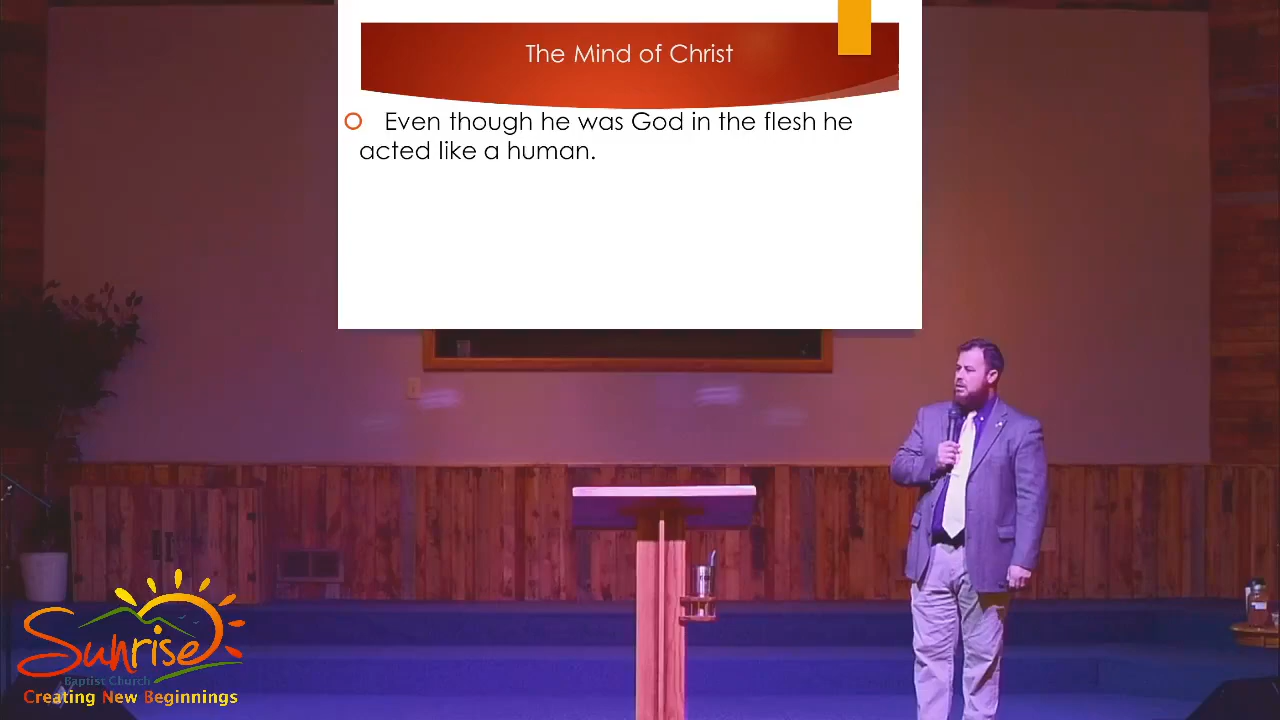 The Mind of Christ
Even though he was God in the flesh he
acted like a human.
Sunrise
Baptist Church
Creating New Beginnings